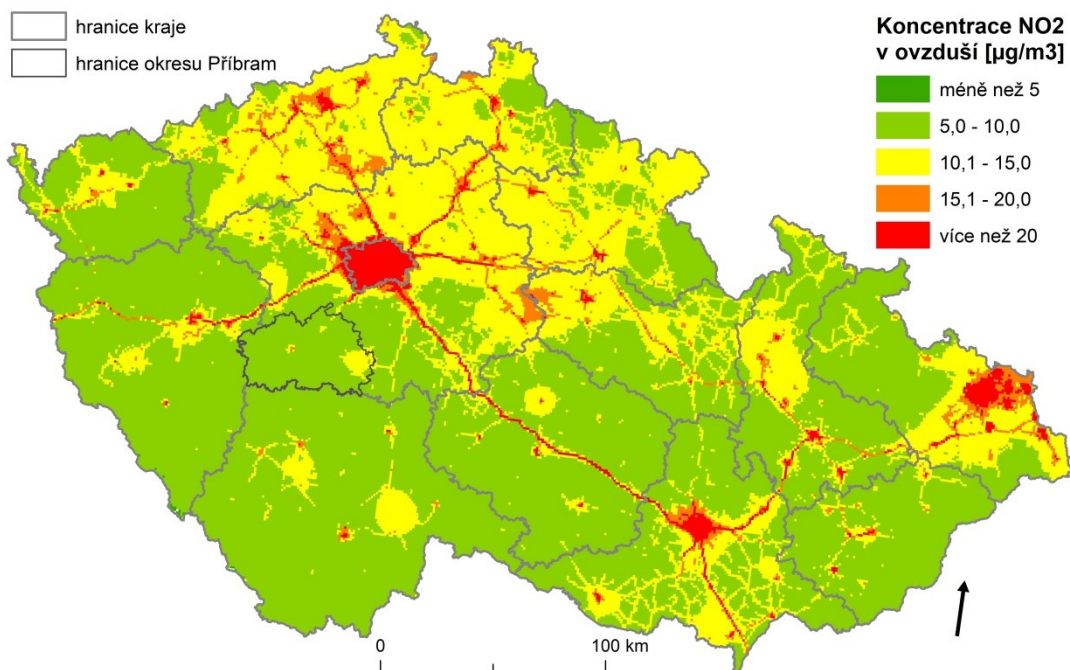 hranice kraje
hranice okresu Příbram
Koncentrace NO2
v ovzduší [µg/m3]
méně než 5
5,0 - 10,0
10,1 - 15,0
15,1 - 20,0
více než 20
0 100 km